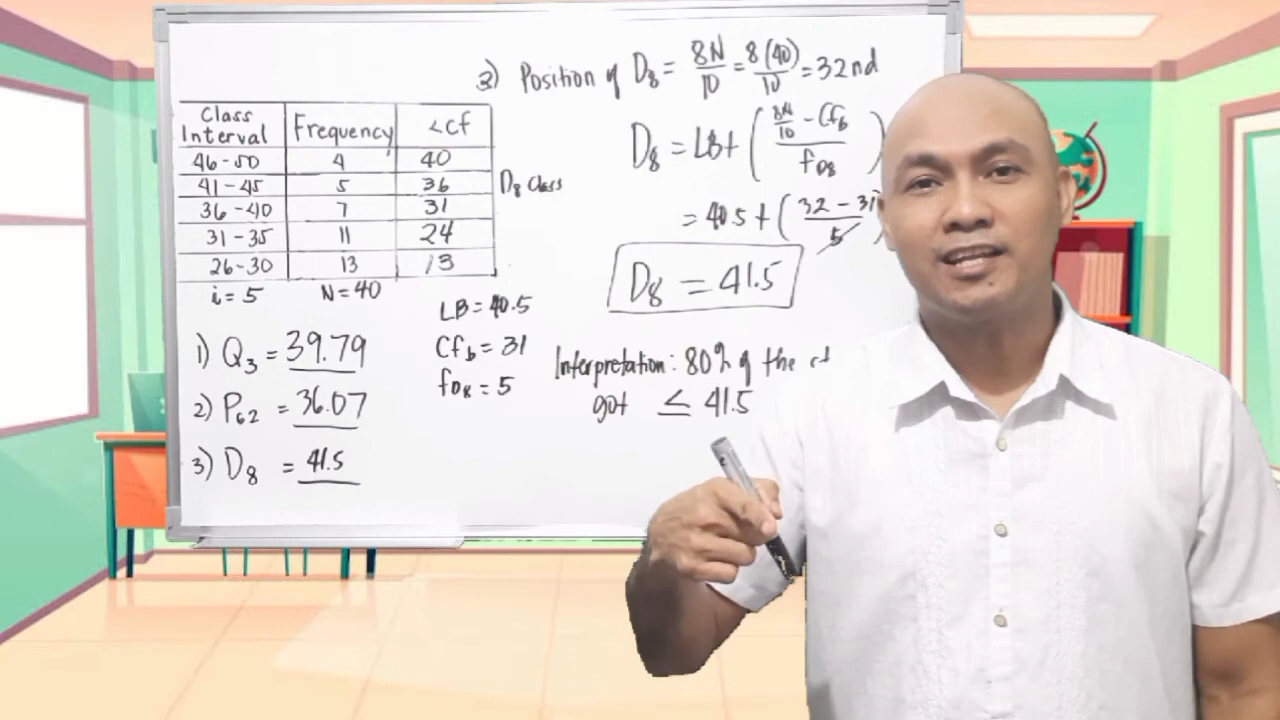 3) Position of D8 = 8N/10 = 8(40)/10 = 32nd
Class Interval Frequency <cf
46-50 4 40
41-45 5 36 D8 Class
36-40 7 31
31-35 11 24
26-30 13 13
i = 5 N = 40
D8 = LB + ( 8N/10 - Cfb / fD8 )
= 40.5 + ( 32 - 31 / 5
D8 = 41.5
LB = 40.5
Cfb = 31
fD8 = 5
1) Q3 = 39.79
2) P62 = 36.07
3) D8 = 41.5
Interpretation: 80% of the
got ≤ 41.5